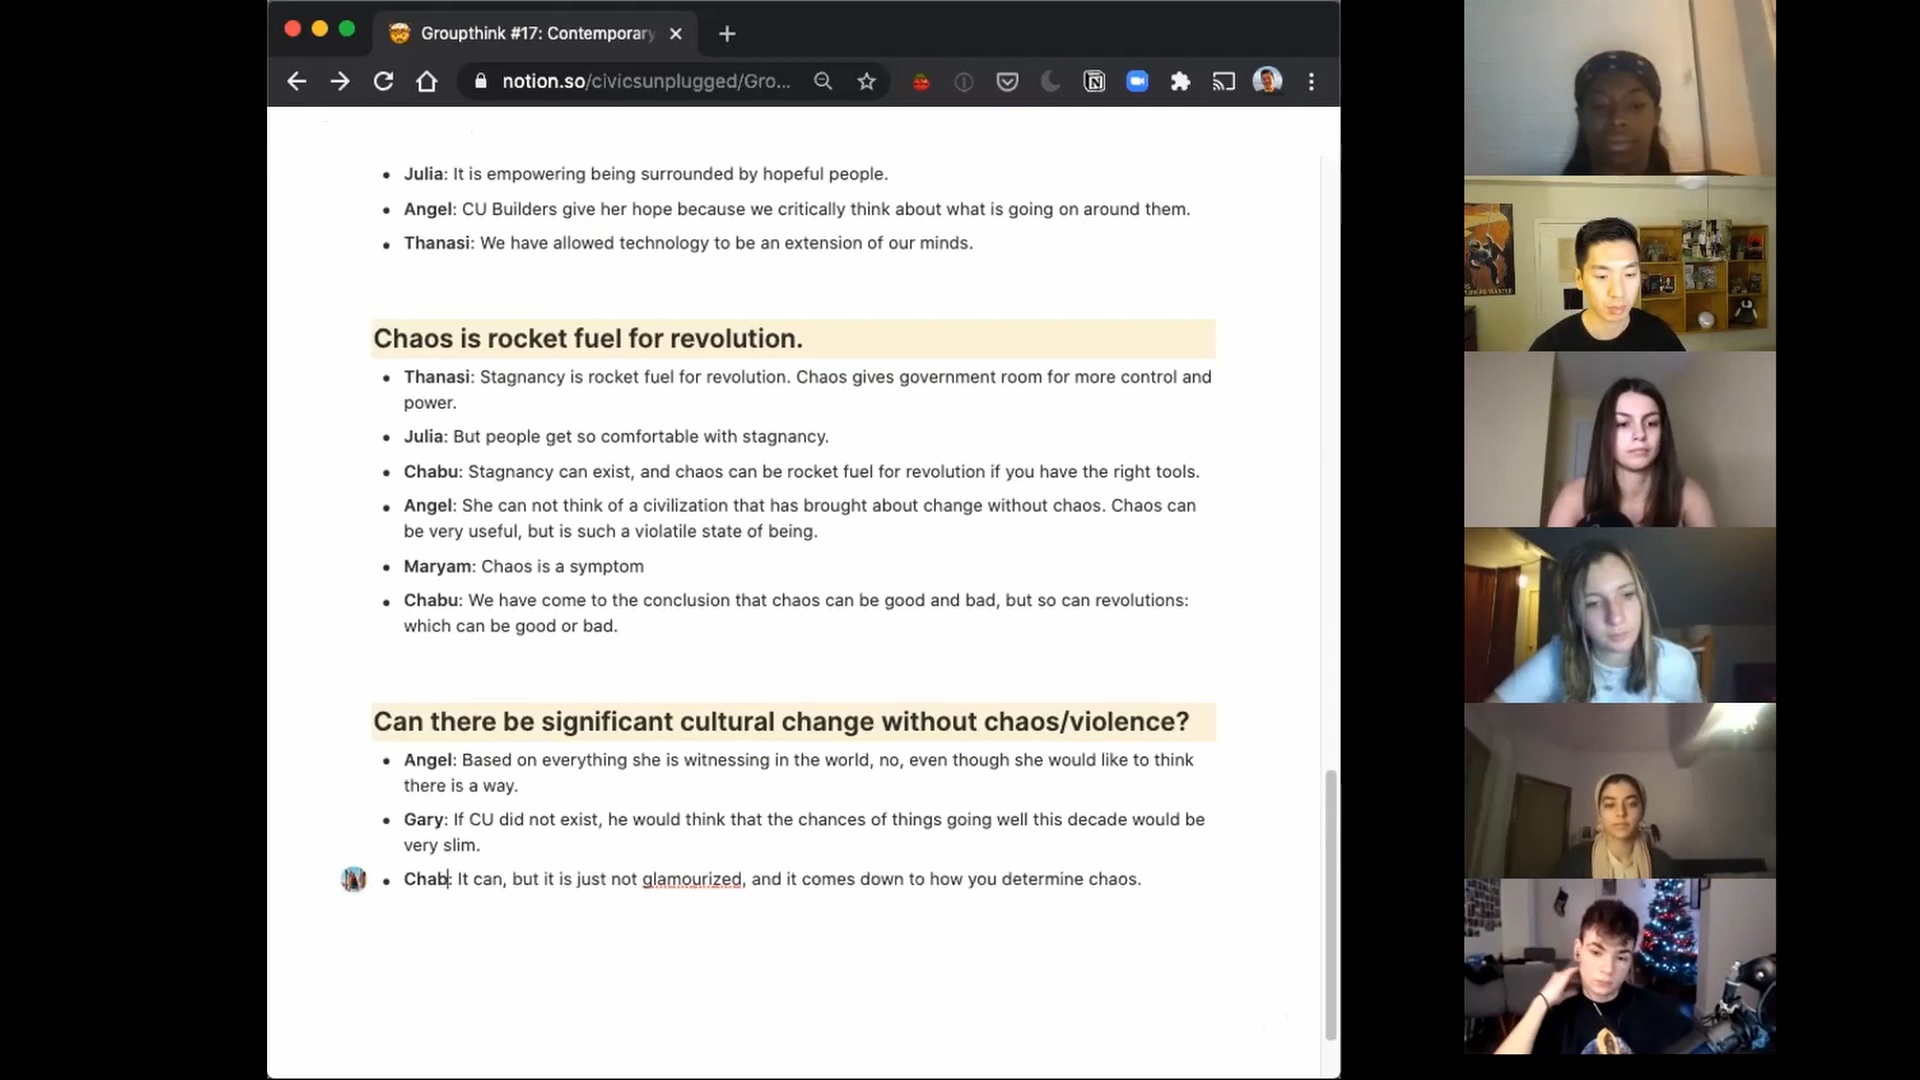 Groupthink #17: Contemporary
notion.so/civicsunplugged/Gro...
Julia: It is empowering being surrounded by hopeful people.
Angel: CU Builders give her hope because we critically think about what is going on around them.
Thanasi: We have allowed technology to be an extension of our minds.
Chaos is rocket fuel for revolution.
Thanasi: Stagnancy is rocket fuel for revolution. Chaos gives government room for more control and
power.
Julia: But people get so comfortable with stagnancy.
Chabu: Stagnancy can exist, and chaos can be rocket fuel for revolution if you have the right tools.
Angel: She can not think of a civilization that has brought about change without chaos. Chaos can
be very useful, but is such a violatile state of being.
Maryam: Chaos is a symptom
Chabu: We have come to the conclusion that chaos can be good and bad, but so can revolutions:
which can be good or bad.
Can there be significant cultural change without chaos/violence?
Angel: Based on everything she is witnessing in the world, no, even though she would like to think
there is a way.
Gary: If CU did not exist, he would think that the chances of things going well this decade would be
very slim.
Chab: It can, but it is just not glamourized, and it comes down to how you determine chaos.